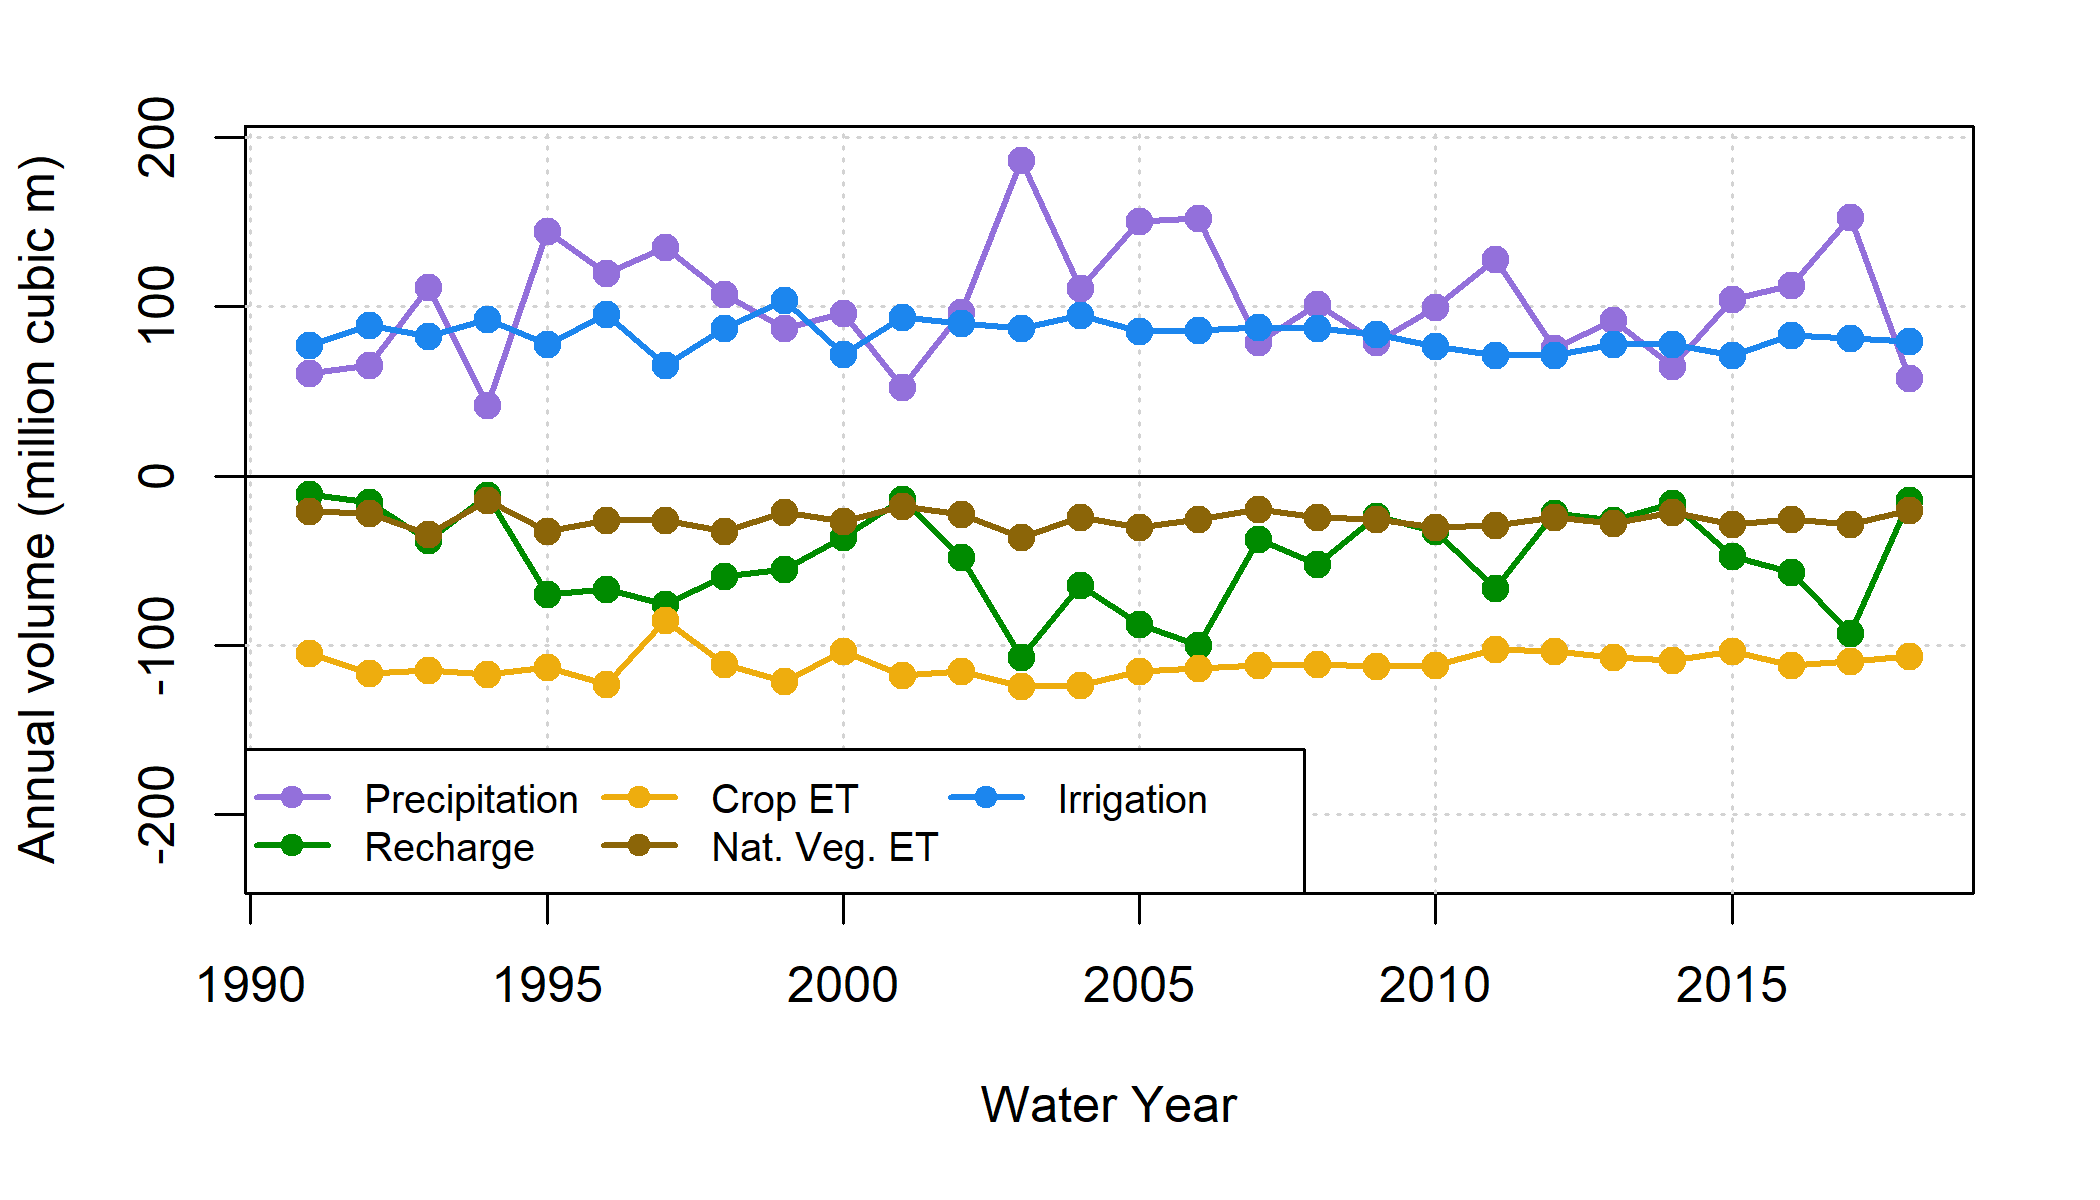 Annual volume (million cubic m)
200
100
0
-100
-200
Precipitation Crop ET Irrigation
Recharge Nat. Veg. ET
1990 1995 2000 2005 2010 2015
Water Year